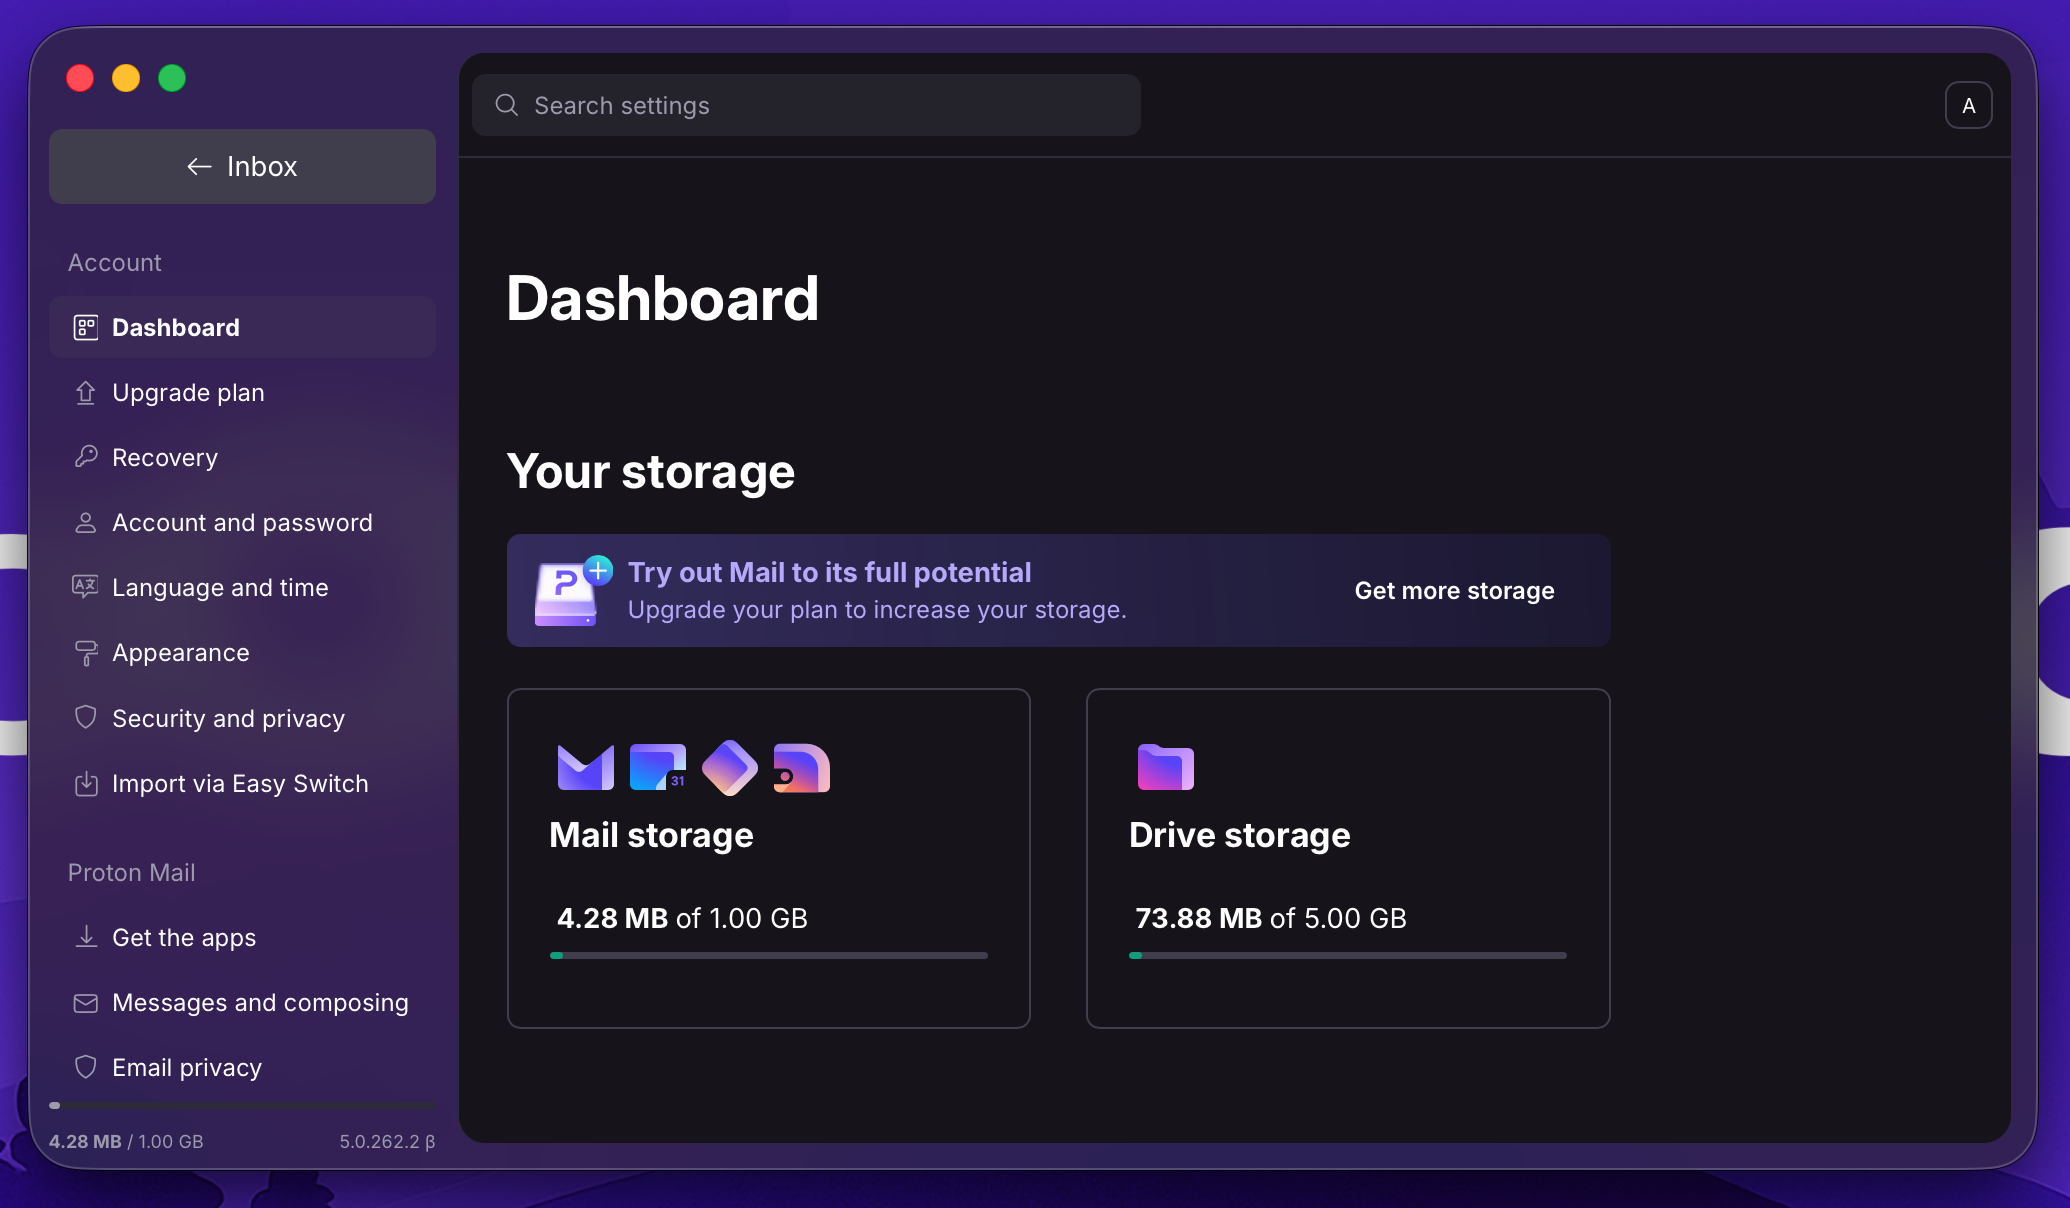 Inbox
Account
Dashboard
Upgrade plan
Recovery
Account and password
Language and time
Appearance
Security and privacy
Import via Easy Switch
Proton Mail
Get the apps
Messages and composing
Email privacy
4.28 MB / 1.00 GB
5.0.262.2 β
Search settings
A
Dashboard
Your storage
Try out Mail to its full potential
Upgrade your plan to increase your storage.
Get more storage
31
Mail storage
4.28 MB of 1.00 GB
Drive storage
73.88 MB of 5.00 GB